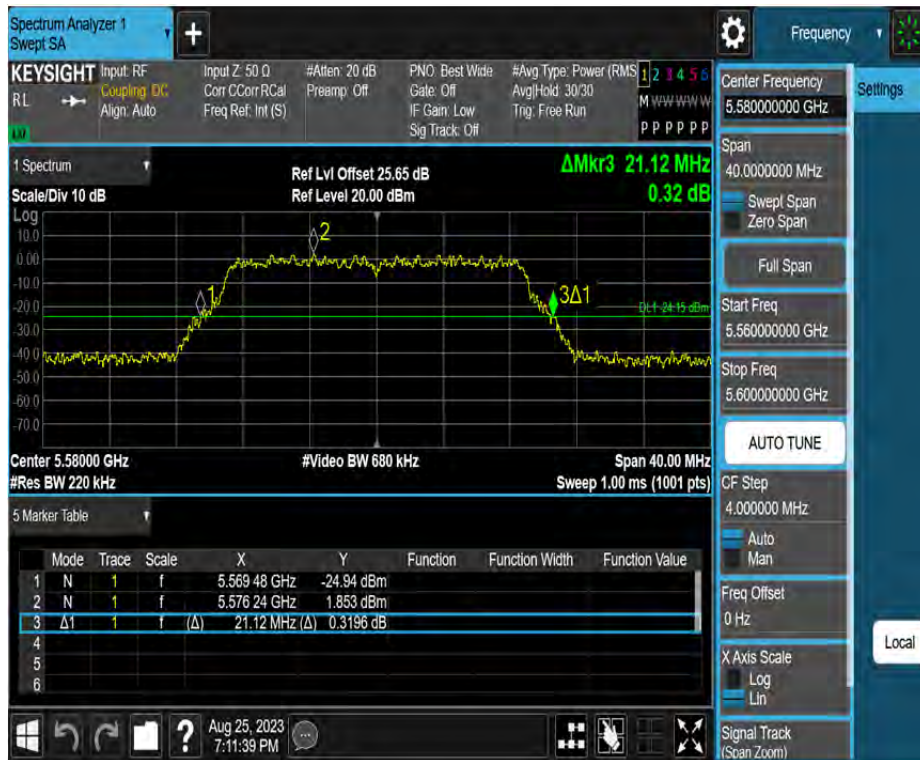 Spectrum Analyzer 1
Swept SA
Frequency
KEYSIGHT
RL
Input: RF
Coupling: DC
Align: Auto
Input Z: 50 Ω
Corr CCorr RCal
Freq Ref: Int (S)
#Atten: 20 dB
Preamp: Off
PNO: Best Wide
Gate: Off
IF Gain: Low
Sig Track: Off
#Avg Type: Power (RMS
Avg|Hold: 30/30
Trig: Free Run
1 2 3 4 5 6
M W W W W W
P P P P P P
Settings
1 Spectrum
Scale/Div 10 dB
Ref Lvl Offset 25.65 dB
Ref Level 20.00 dBm
ΔMkr3 21.12 MHz
0.32 dB
Log
10.0
0.00
-10.0
-20.0
-30.0
-40.0
-50.0
-60.0
-70.0
1
2
3Δ1
DL1 -24.15 dBm
Center 5.58000 GHz
#Res BW 220 kHz
#Video BW 680 kHz
Span 40.00 MHz
Sweep 1.00 ms (1001 pts)
5 Marker Table
Mode Trace Scale X Y Function Function Width Function Value
1 N 1 f 5.569 48 GHz -24.94 dBm
2 N 1 f 5.576 24 GHz 1.853 dBm
3 Δ1 1 f (Δ) 21.12 MHz (Δ) 0.3196 dB
4
5
6
Aug 25, 2023
7:11:39 PM
Center Frequency
5.580000000 GHz
Span
40.0000000 MHz
Swept Span
Zero Span
Full Span
Start Freq
5.560000000 GHz
Stop Freq
5.600000000 GHz
AUTO TUNE
CF Step
4.000000 MHz
Auto
Man
Freq Offset
0 Hz
X Axis Scale
Log
Lin
Signal Track
(Span Zoom)
Local